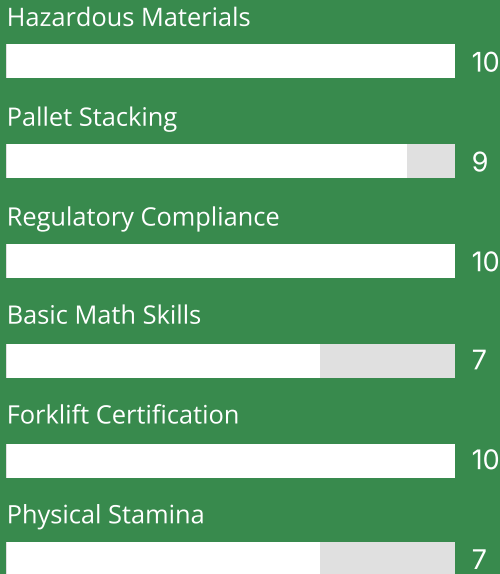 Hazardous Materials
10
Pallet Stacking
9
Regulatory Compliance
10
Basic Math Skills
7
Forklift Certification
10
Physical Stamina
7